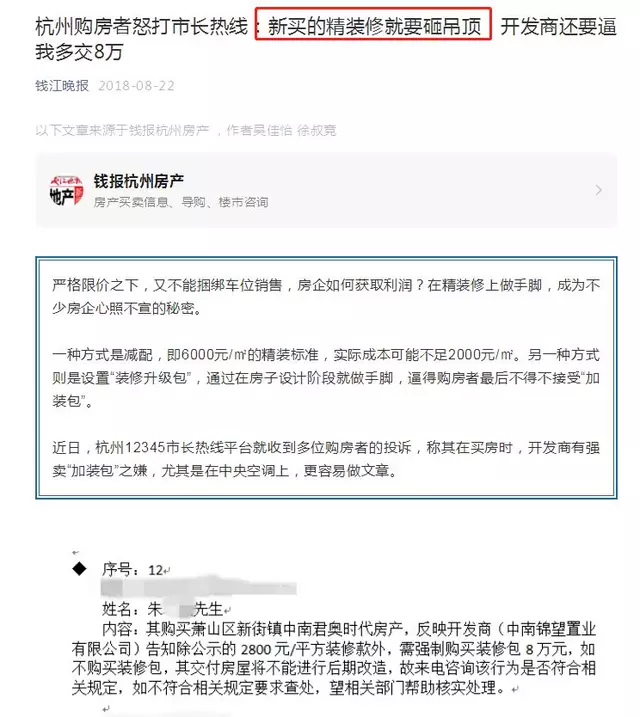 杭州购房者怒打市长热线：新买的精装修就要砸吊顶 开发商还要逼
我多交8万
钱江晚报 2018-08-22
以下文章来源于钱报杭州房产 ，作者吴佳怡 徐叔竞
地产
钱报杭州房产
房产买卖信息、导购、楼市咨询
严格限价之下，又不能捆绑车位销售，房企如何获取利润？在精装修上做手脚，成为不
少房企心照不宣的秘密。
一种方式是减配，即6000元/㎡的精装标准，实际成本可能不足2000元/㎡。另一种方式
则是设置“装修升级包”，通过在房子设计阶段就做手脚，逼得购房者最后不得不接受“加
装包”。
近日，杭州12345市长热线平台就收到多位购房者的投诉，称其在买房时，开发商有强
卖“加装包”之嫌，尤其是在中央空调上，更容易做文章。
序号：12
姓名：朱 先生
内容：其购买萧山区新街镇中南君奥时代房产，反映开发商（中南锦望置业
有限公司）告知除公示的 2800 元/平方装修款外，需强制购买装修包 8 万元，如
不购买装修包，其交付房屋将不能进行后期改造，故来电咨询该行为是否符合相
关规定，如不符合相关规定要求查处，望相关部门帮助核实处理。